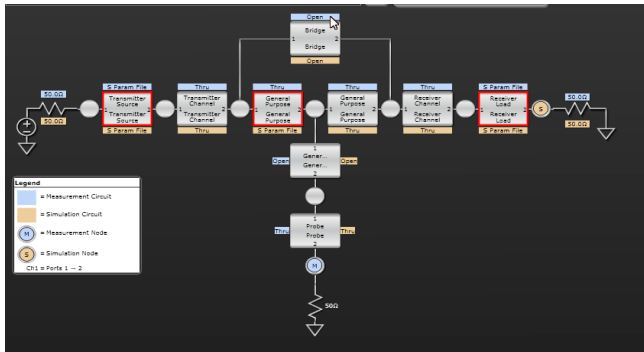 Open
Bridge
1 2
Bridge
Open
50.0Ω
50.0Ω
S Param File
Transmitter
Source
1 2
Transmitter
Source
S Param File
Thru
Transmitter
Channel
1 2
Transmitter
Channel
Thru
S Param File
General
Purpose
1 2
General
Purpose
S Param File
Thru
General
Purpose
1 2
General
Purpose
Thru
Thru
Receiver
Channel
1 2
Receiver
Channel
Thru
S Param File
Receiver
Load
1 2
Receiver
Load
S Param File
S
50.0Ω
50.0Ω
1
Open Gener... Open
Gener...
2
1
Thru Probe Thru
Probe
2
M
50Ω
Legend
= Measurement Circuit
= Simulation Circuit
M = Measurement Node
S = Simulation Node
Ch1 = Ports 1 → 2